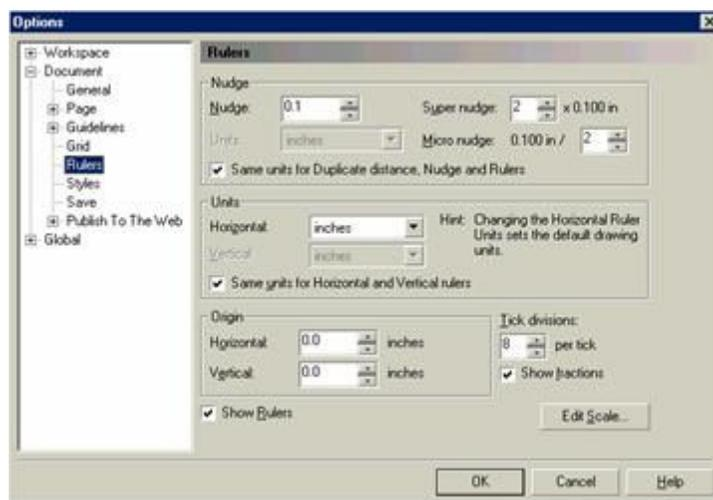 Options
Workspace
Document
General
Page
Guidelines
Grid
Rulers
Styles
Save
Publish To The Web
Global
Rulers
Nudge
Nudge: 0.1 Super nudge: 2 x 0.100 in
Units: inches Micro nudge: 0.100 in / 2
Same units for Duplicate distance, Nudge and Rulers
Units
Horizontal: inches Hint: Changing the Horizontal Ruler
Units sets the default drawing
Vertical: inches units.
Same units for Horizontal and Vertical rulers
Origin Tick divisions:
Horizontal: 0.0 inches 8 per tick
Vertical: 0.0 inches Show fractions
Show Rulers Edit Scale...
OK Cancel Help